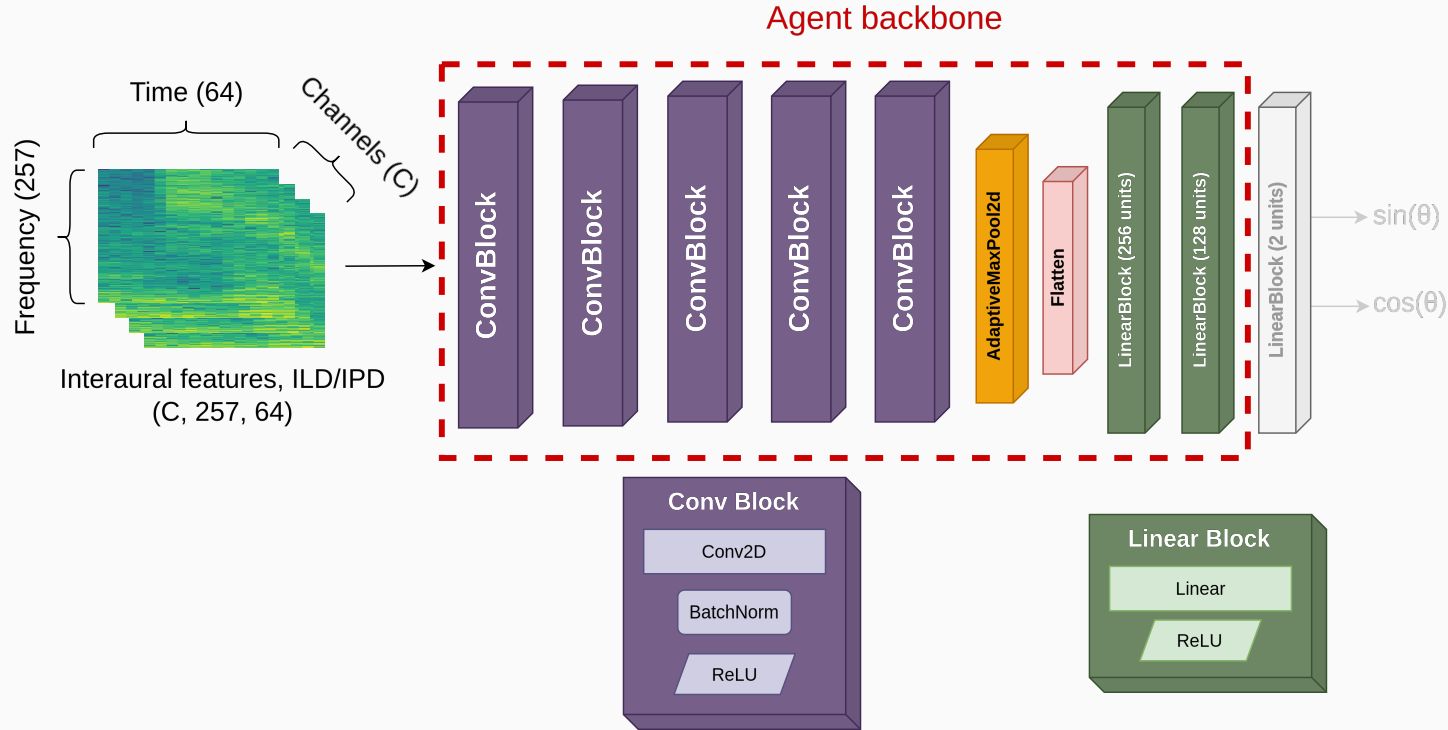 Agent backbone
Time (64)
Channels (C)
Frequency (257)
Interaural features, ILD/IPD
(C, 257, 64)
ConvBlock
ConvBlock
ConvBlock
ConvBlock
ConvBlock
AdaptiveMaxPool2d
Flatten
LinearBlock (256 units)
LinearBlock (128 units)
LinearBlock (2 units)
sin(θ)
cos(θ)
Conv Block
Conv2D
BatchNorm
ReLU
Linear Block
Linear
ReLU